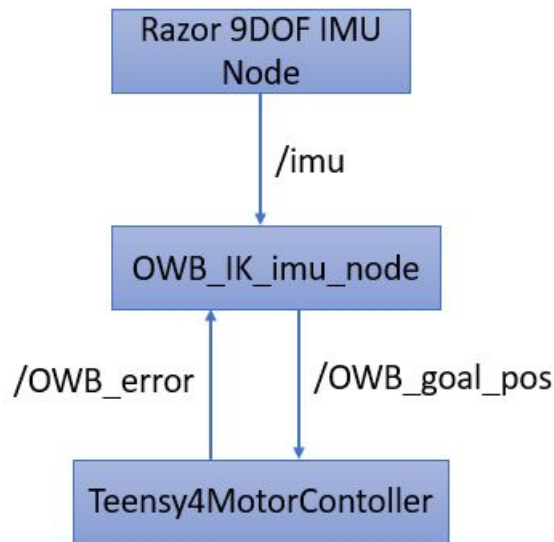 Razor 9DOF IMU
Node
/imu
OWB_IK_imu_node
/OWB_error
/OWB_goal_pos
Teensy4MotorContoller